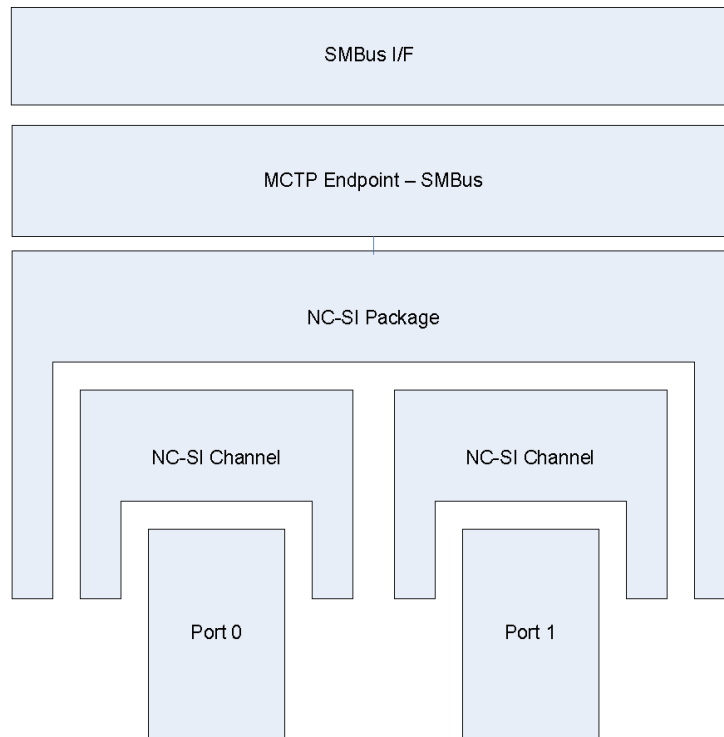 SMBus I/F
MCTP Endpoint – SMBus
NC-SI Package
NC-SI Channel
NC-SI Channel
Port 0
Port 1